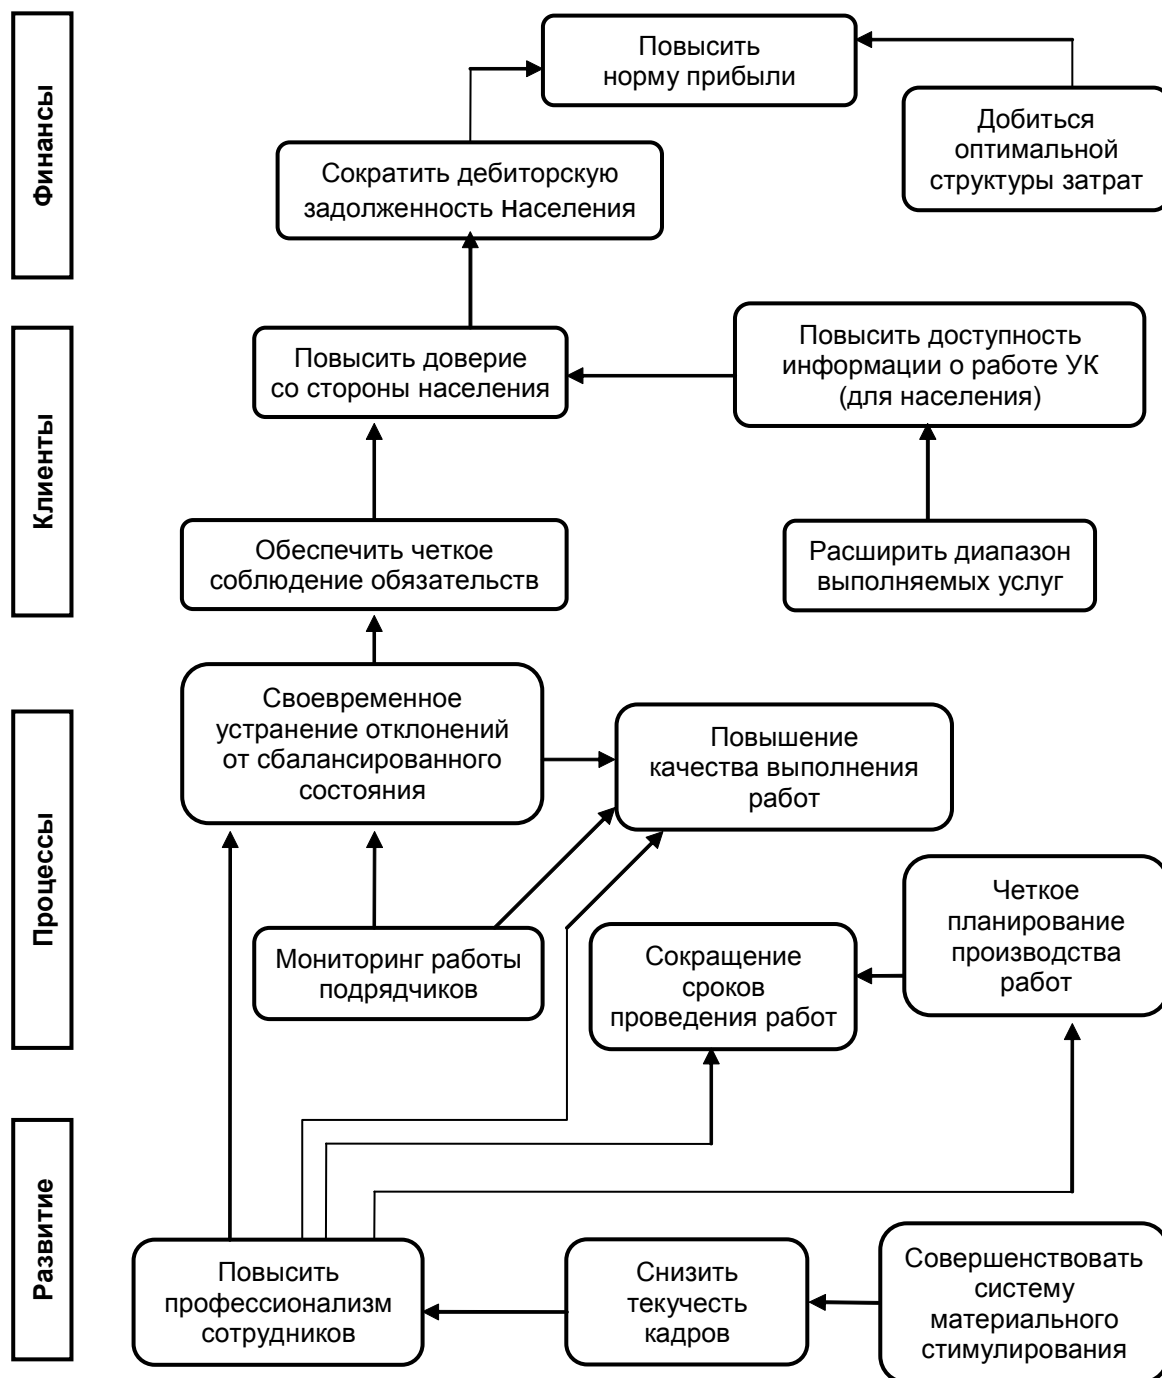 Финансы
Повысить
норму прибыли
Добиться
оптимальной
структуры затрат
Сократить дебиторскую
задолженность Населения
Клиенты
Повысить доверие
со стороны населения
Повысить доступность
информации о работе УК
(для населения)
Обеспечить четкое
соблюдение обязательств
Расширить диапазон
выполняемых услуг
Процессы
Своевременное
устранение отклонений
от сбалансированного
состояния
Повышение
качества выполнения
работ
Мониторинг работы
подрядчиков
Сокращение
сроков
проведения работ
Четкое
планирование
производства
работ
Развитие
Повысить
профессионализм
сотрудников
Снизить
текучесть
кадров
Совершенствовать
систему
материального
стимулирования